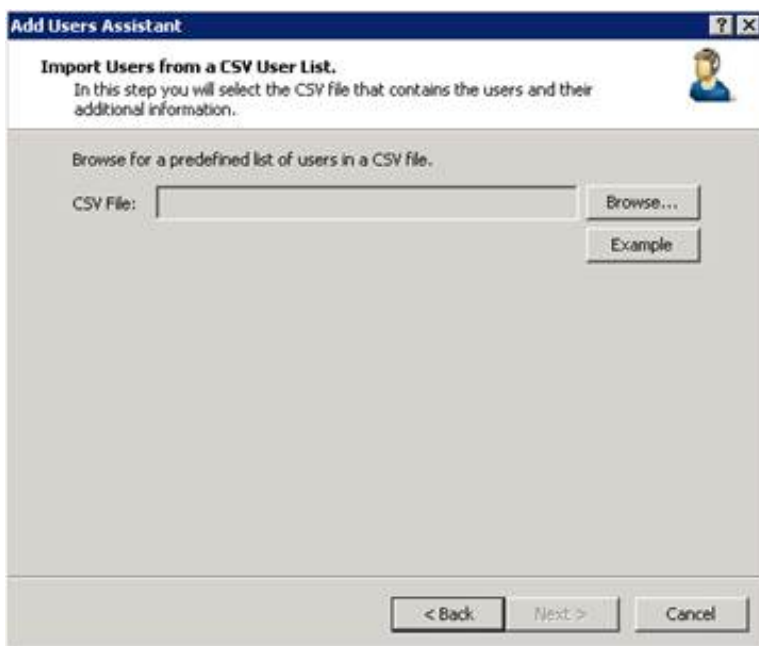 Add Users Assistant
Import Users from a CSV User List.
In this step you will select the CSV file that contains the users and their
additional information.
Browse for a predefined list of users in a CSV file.
CSV File:
Browse...
Example
< Back
Next >
Cancel